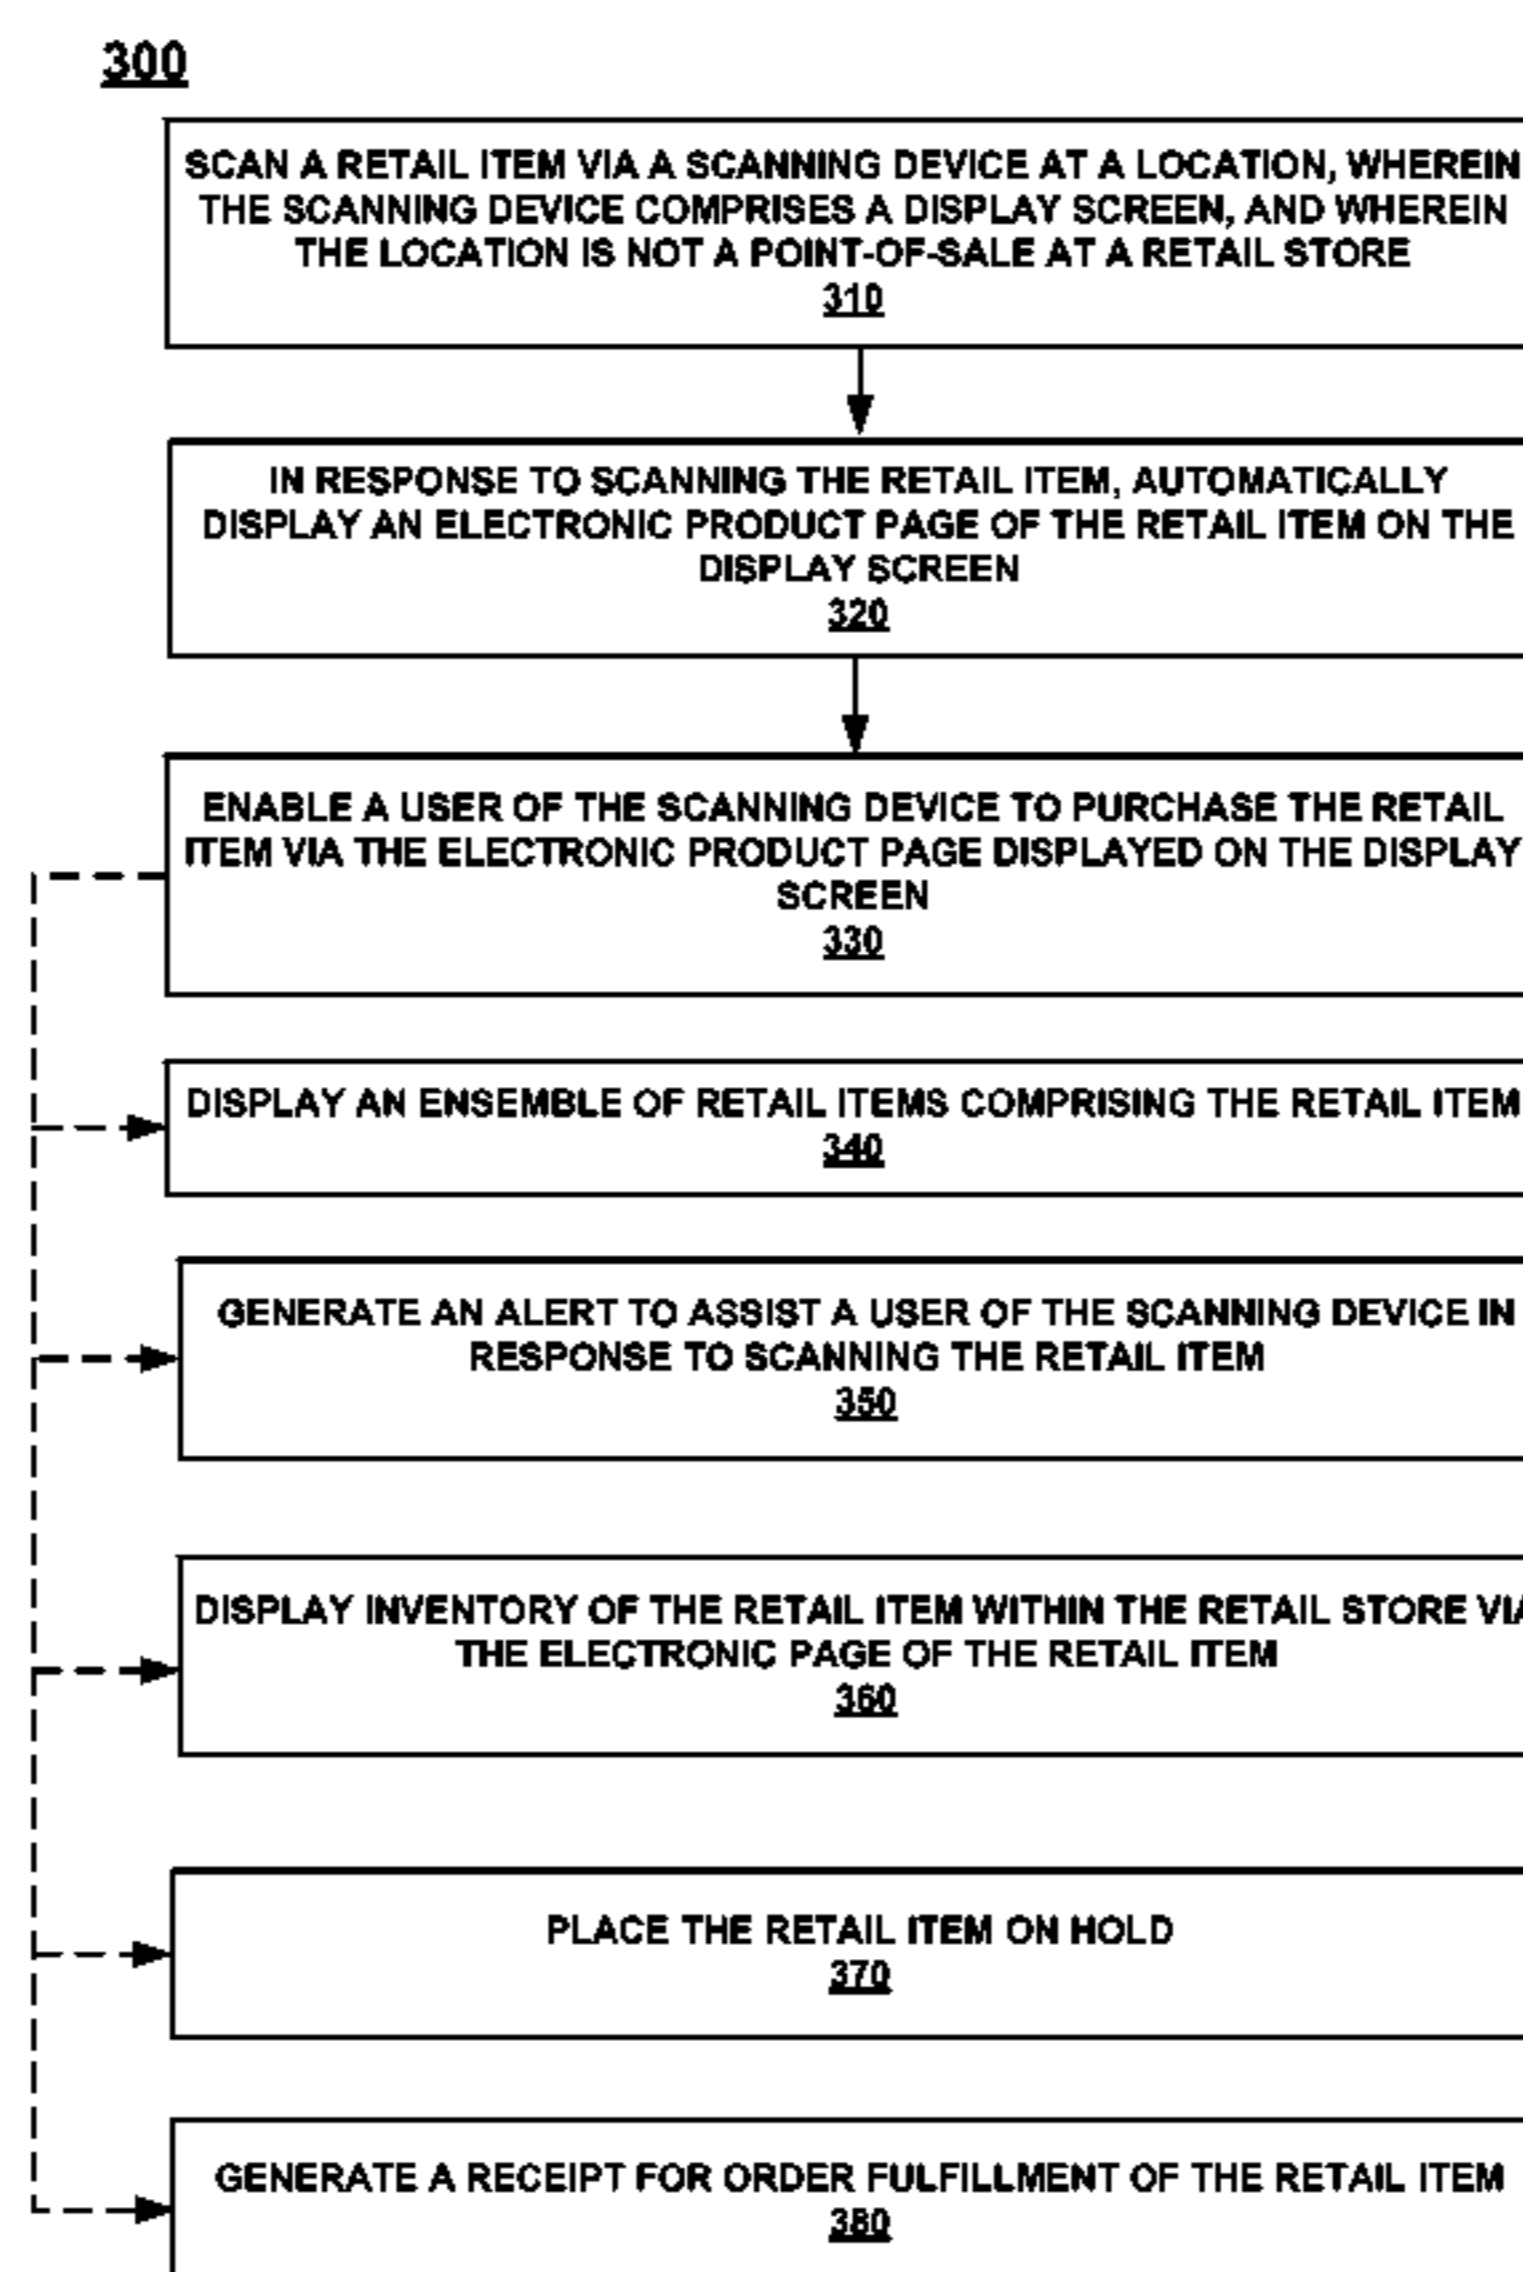 300
SCAN A RETAIL ITEM VIA A SCANNING DEVICE AT A LOCATION, WHEREIN
THE SCANNING DEVICE COMPRISES A DISPLAY SCREEN, AND WHEREIN
THE LOCATION IS NOT A POINT-OF-SALE AT A RETAIL STORE
310
IN RESPONSE TO SCANNING THE RETAIL ITEM, AUTOMATICALLY
DISPLAY AN ELECTRONIC PRODUCT PAGE OF THE RETAIL ITEM ON THE
DISPLAY SCREEN
320
ENABLE A USER OF THE SCANNING DEVICE TO PURCHASE THE RETAIL
ITEM VIA THE ELECTRONIC PRODUCT PAGE DISPLAYED ON THE DISPLAY
SCREEN
330
DISPLAY AN ENSEMBLE OF RETAIL ITEMS COMPRISING THE RETAIL ITEM
340
GENERATE AN ALERT TO ASSIST A USER OF THE SCANNING DEVICE IN
RESPONSE TO SCANNING THE RETAIL ITEM
350
DISPLAY INVENTORY OF THE RETAIL ITEM WITHIN THE RETAIL STORE VIA
THE ELECTRONIC PAGE OF THE RETAIL ITEM
360
PLACE THE RETAIL ITEM ON HOLD
370
GENERATE A RECEIPT FOR ORDER FULFILLMENT OF THE RETAIL ITEM
380